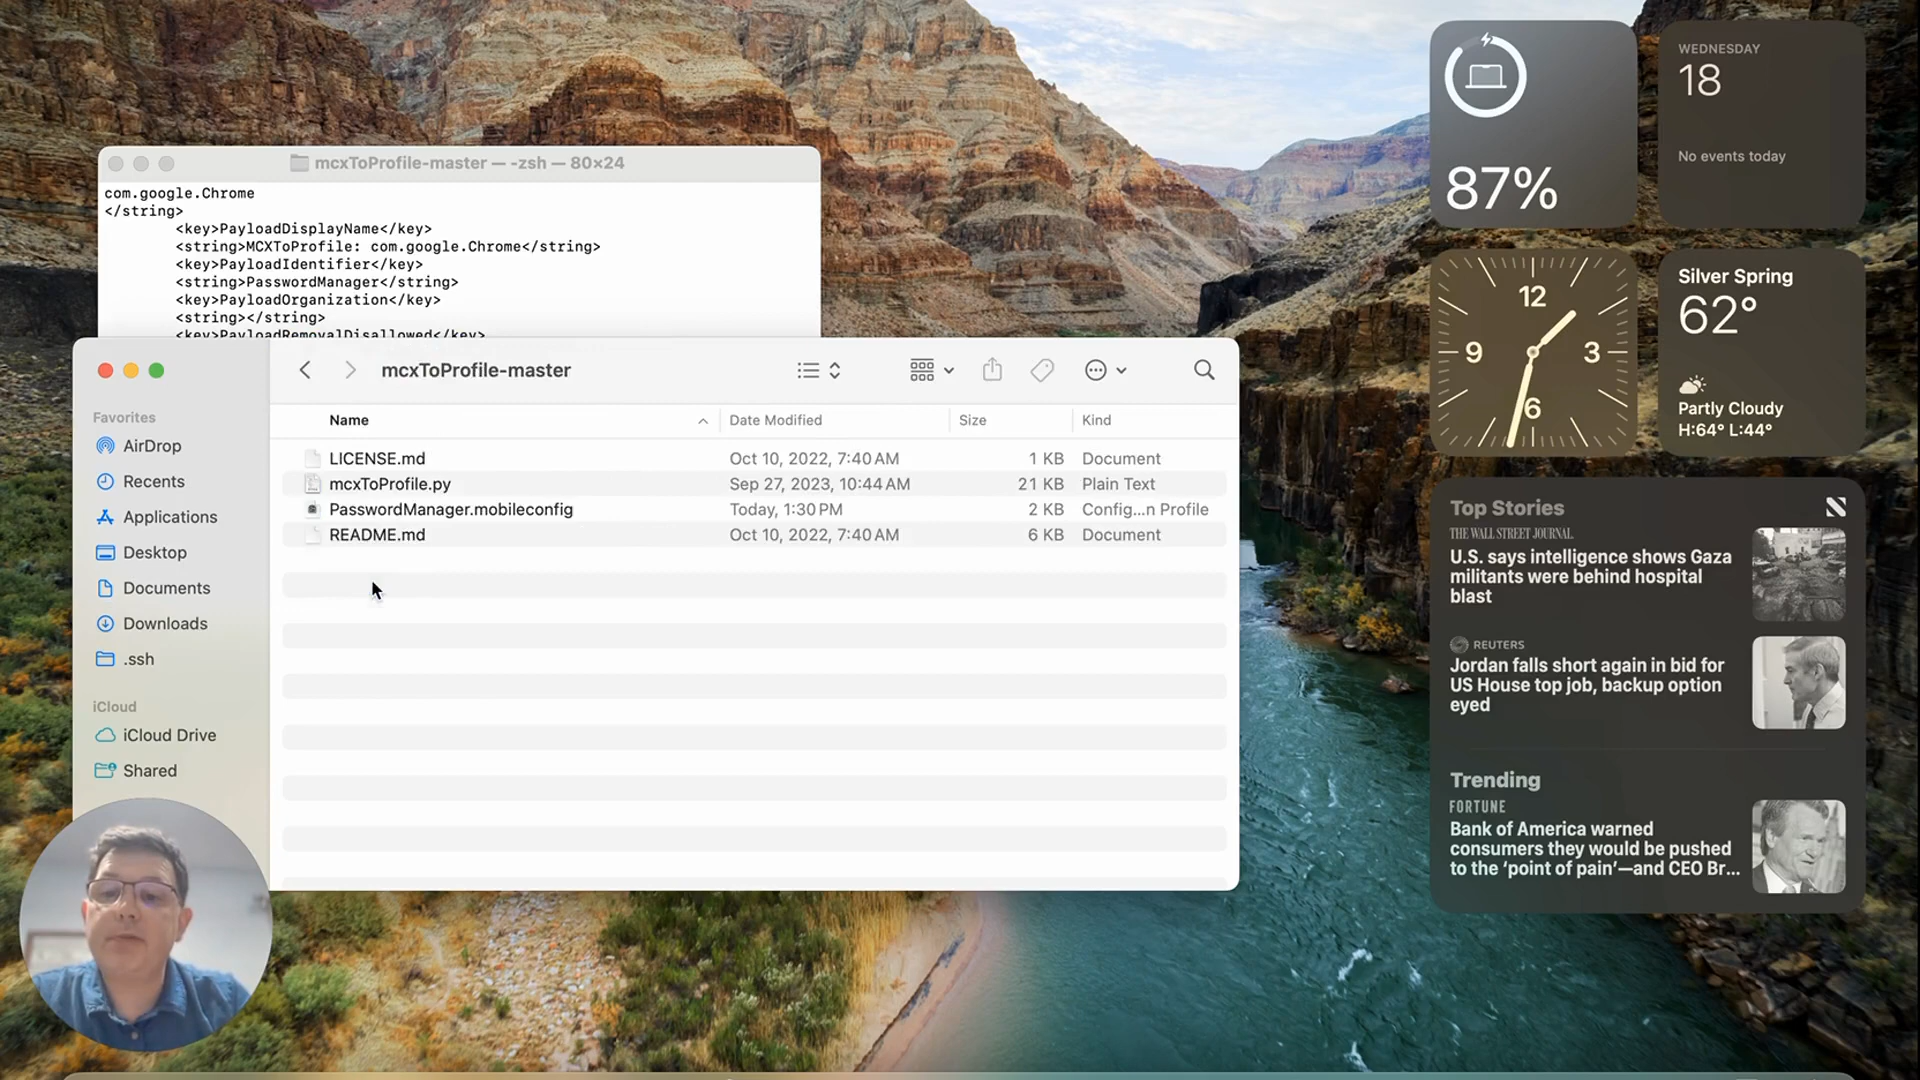 mcxToProfile-master — -zsh — 80×24
com.google.Chrome
</string>
<key>PayloadDisplayName</key>
<string>MCXToProfile: com.google.Chrome</string>
<key>PayloadIdentifier</key>
<string>PasswordManager</string>
<key>PayloadOrganization</key>
<string></string>
<key>PayloadRemovalDisallowed</key>
mcxToProfile-master
Favorites
AirDrop
Recents
Applications
Desktop
Documents
Downloads
.ssh
iCloud
iCloud Drive
Shared
Name Date Modified Size Kind
LICENSE.md Oct 10, 2022, 7:40 AM 1 KB Document
mcxToProfile.py Sep 27, 2023, 10:44 AM 21 KB Plain Text
PasswordManager.mobileconfig Today, 1:30 PM 2 KB Config...n Profile
README.md Oct 10, 2022, 7:40 AM 6 KB Document
87%
WEDNESDAY
18
No events today
12
9 3
6
Silver Spring
62°
Partly Cloudy
H:64° L:44°
Top Stories
THE WALL STREET JOURNAL.
U.S. says intelligence shows Gaza
militants were behind hospital
blast
REUTERS
Jordan falls short again in bid for
US House top job, backup option
eyed
Trending
FORTUNE
Bank of America warned
consumers they would be pushed
to the ‘point of pain’—and CEO Br...